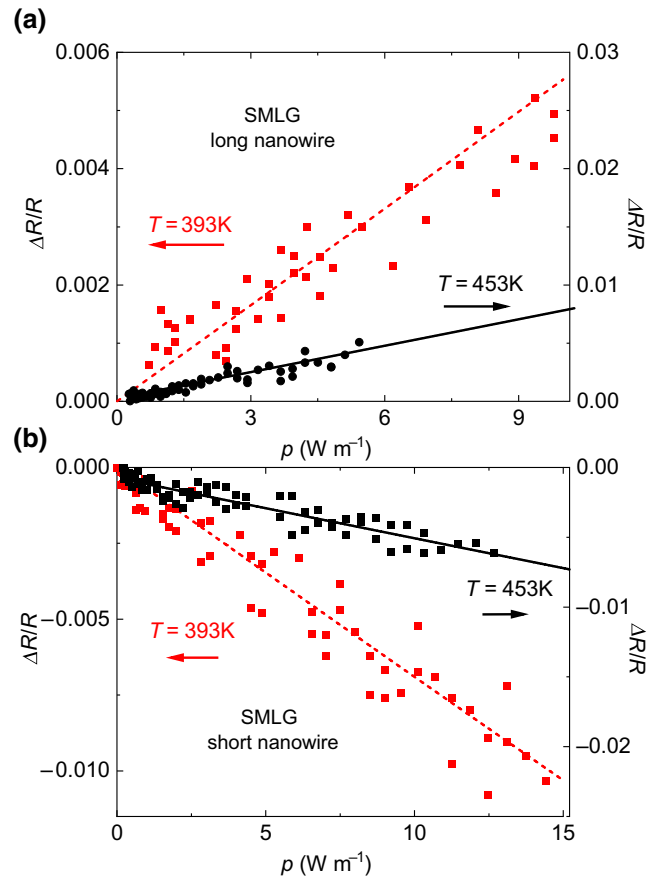 (a)
0.006
0.004
0.002
0.000
ΔR/R
0.03
0.02
0.01
0.00
ΔR/R
SMLG
long nanowire
T = 393K
T = 453K
0
3
6
9
p (W m⁻¹)
(b)
0.000
−0.005
−0.010
ΔR/R
0.00
−0.01
−0.02
ΔR/R
T = 453K
T = 393K
SMLG
short nanowire
0
5
10
15
p (W m⁻¹)